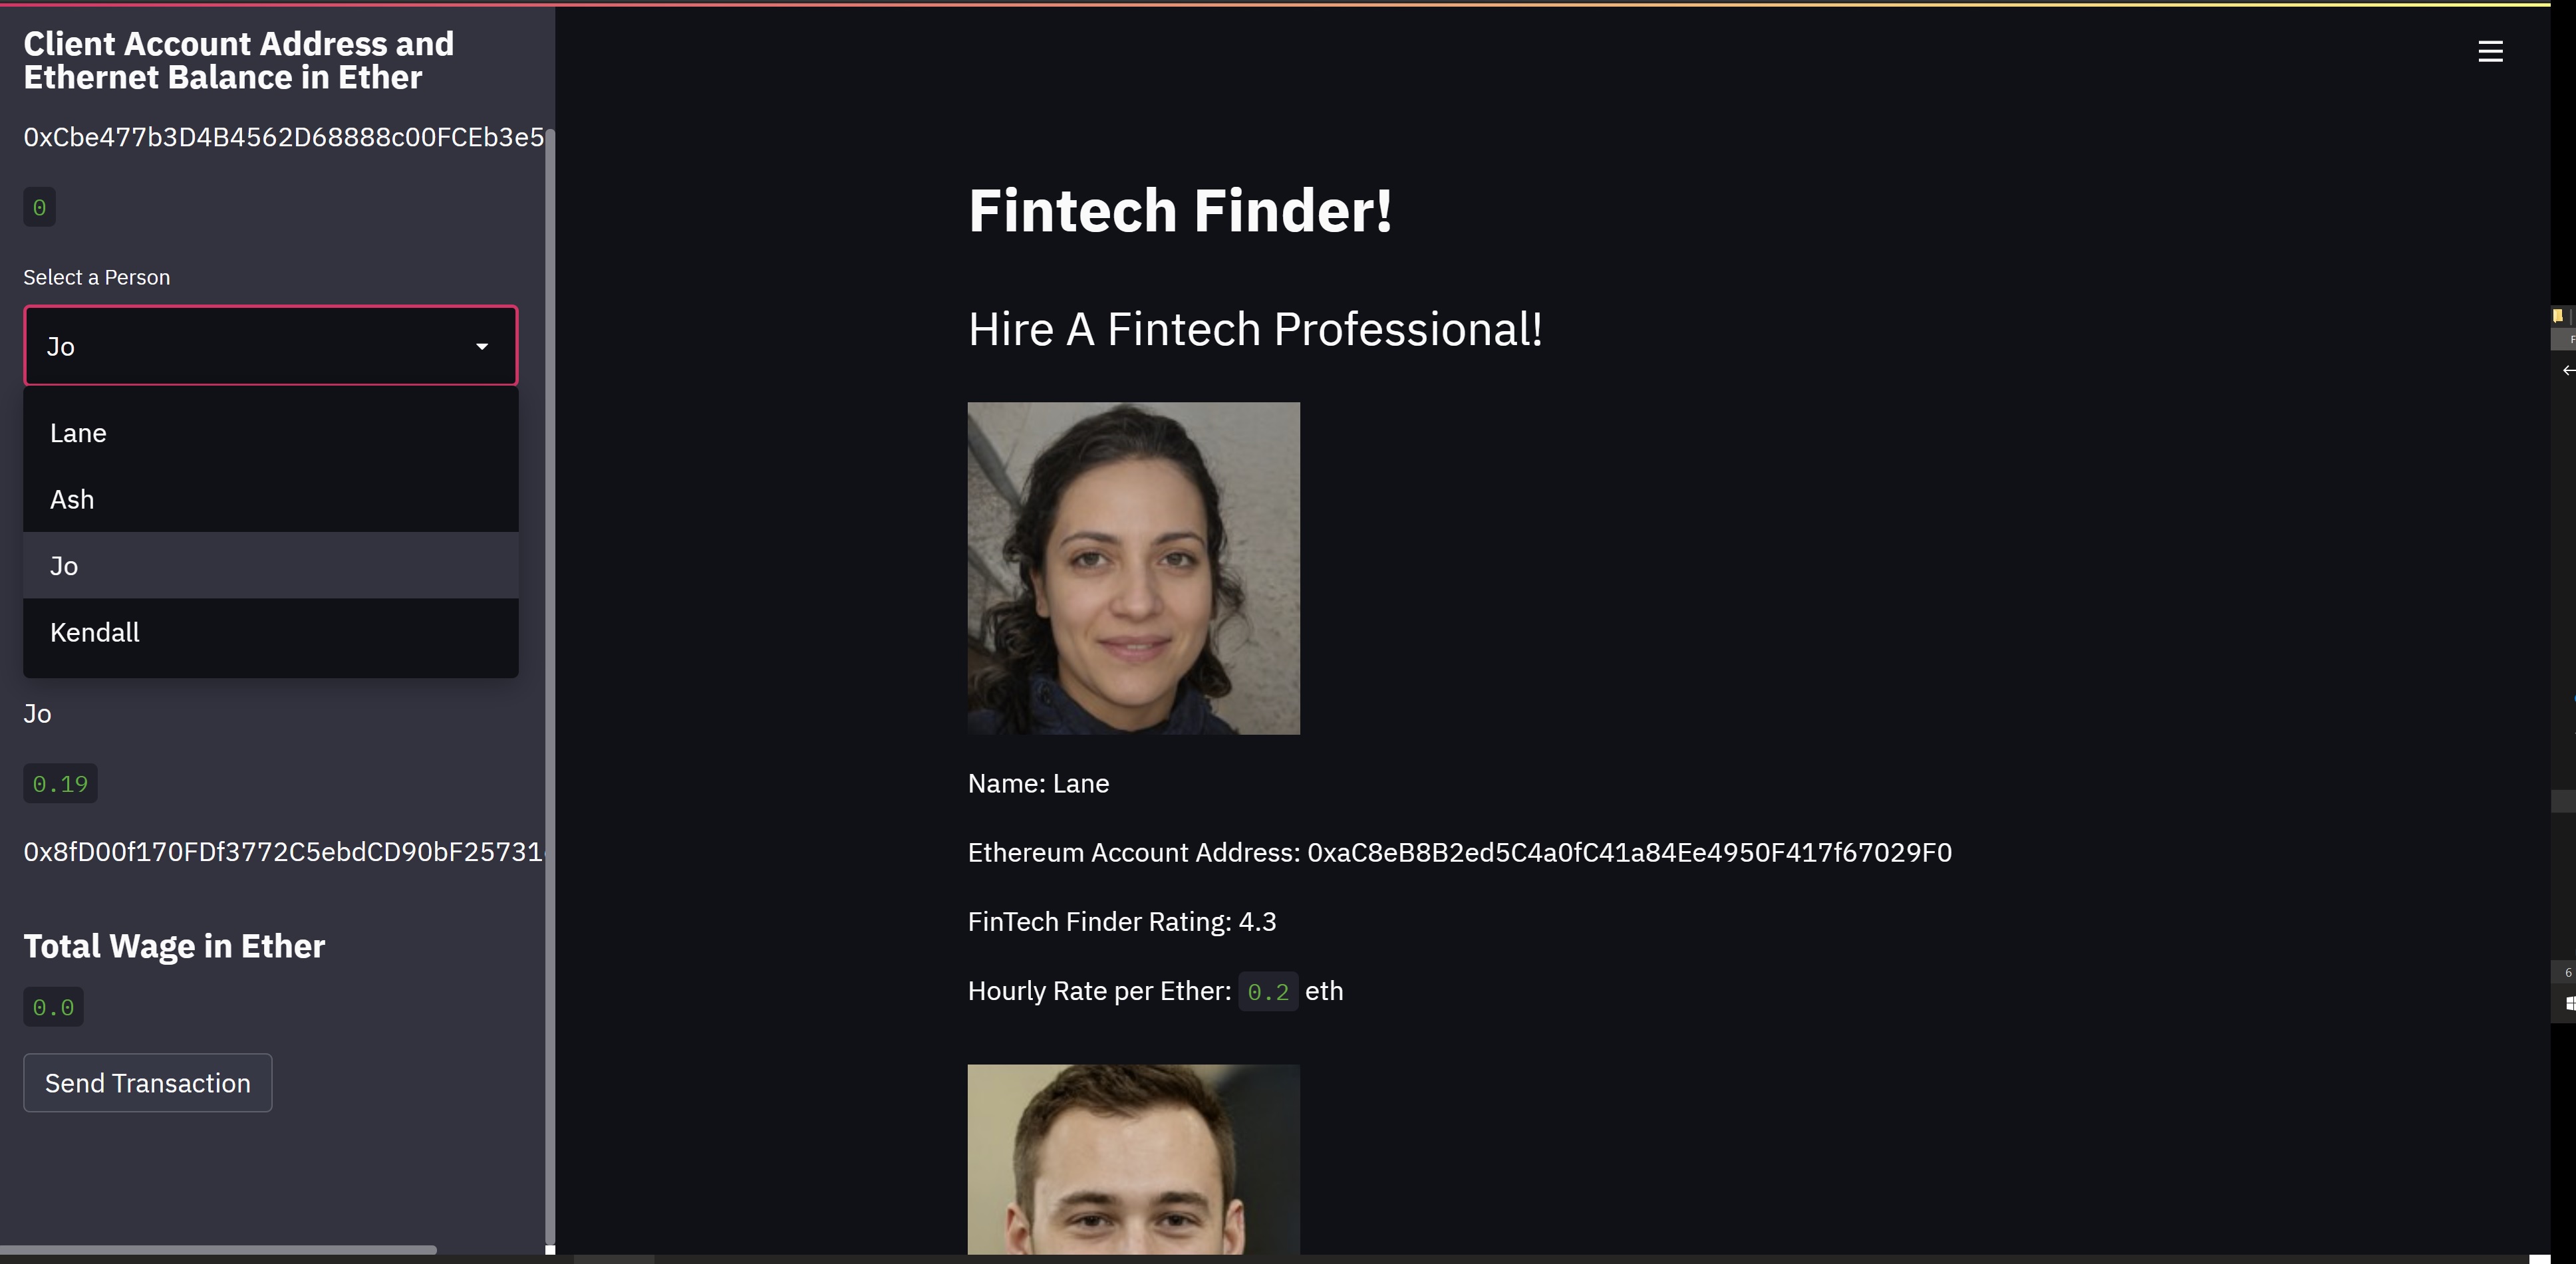 Client Account Address and
Ethernet Balance in Ether
0xCbe477b3D4B4562D68888c00FCEb3e5
0
Select a Person
Jo
Lane
Ash
Jo
Kendall
Jo
0.19
0x8fD00f170FDf3772C5ebdCD90bF25731
Total Wage in Ether
0.0
Send Transaction
Fintech Finder!
Hire A Fintech Professional!
Name: Lane
Ethereum Account Address: 0xaC8eB8B2ed5C4a0fC41a84Ee4950F417f67029F0
FinTech Finder Rating: 4.3
Hourly Rate per Ether: 0.2 eth
F
6